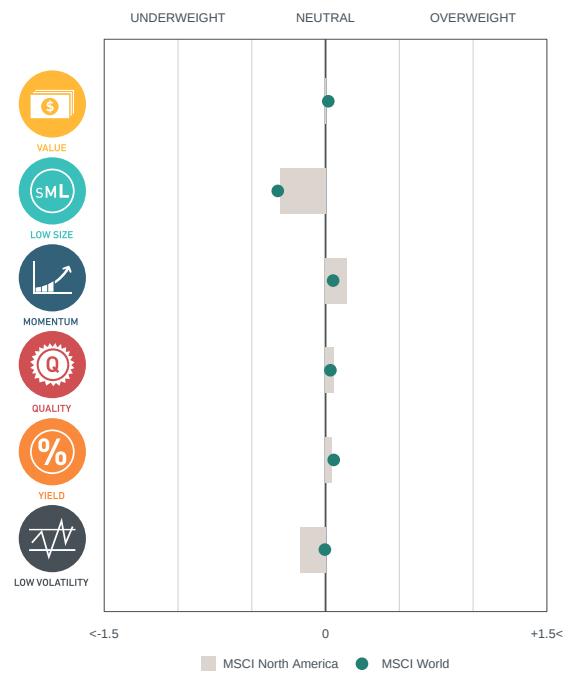 UNDERWEIGHT NEUTRAL OVERWEIGHT
$
VALUE
SML
LOW SIZE
MOMENTUM
Q
QUALITY
%
YIELD
LOW VOLATILITY
<-1.5 0 +1.5<
MSCI North America MSCI World